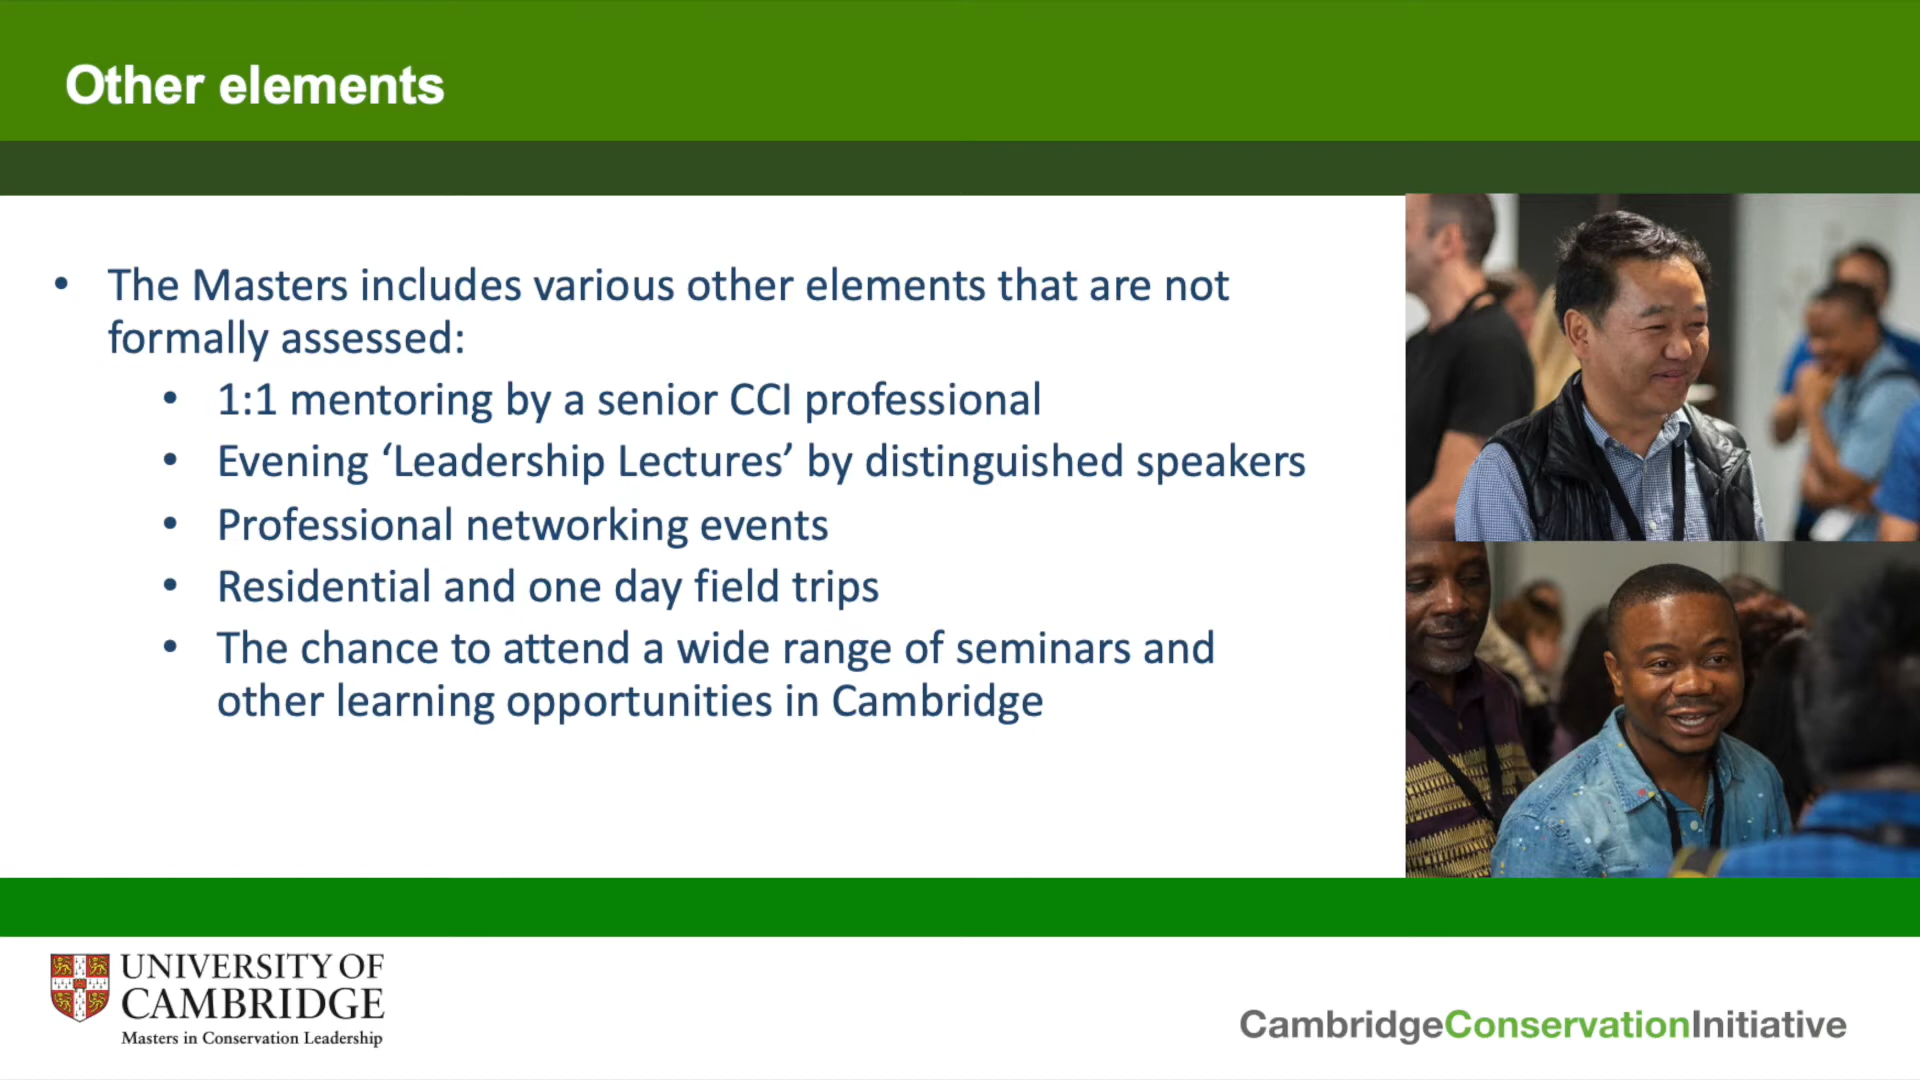 Other elements
• The Masters includes various other elements that are not
formally assessed:
• 1:1 mentoring by a senior CCI professional
• Evening ‘Leadership Lectures’ by distinguished speakers
• Professional networking events
• Residential and one day field trips
• The chance to attend a wide range of seminars and
other learning opportunities in Cambridge
UNIVERSITY OF
CAMBRIDGE
Masters in Conservation Leadership
CambridgeConservationInitiative